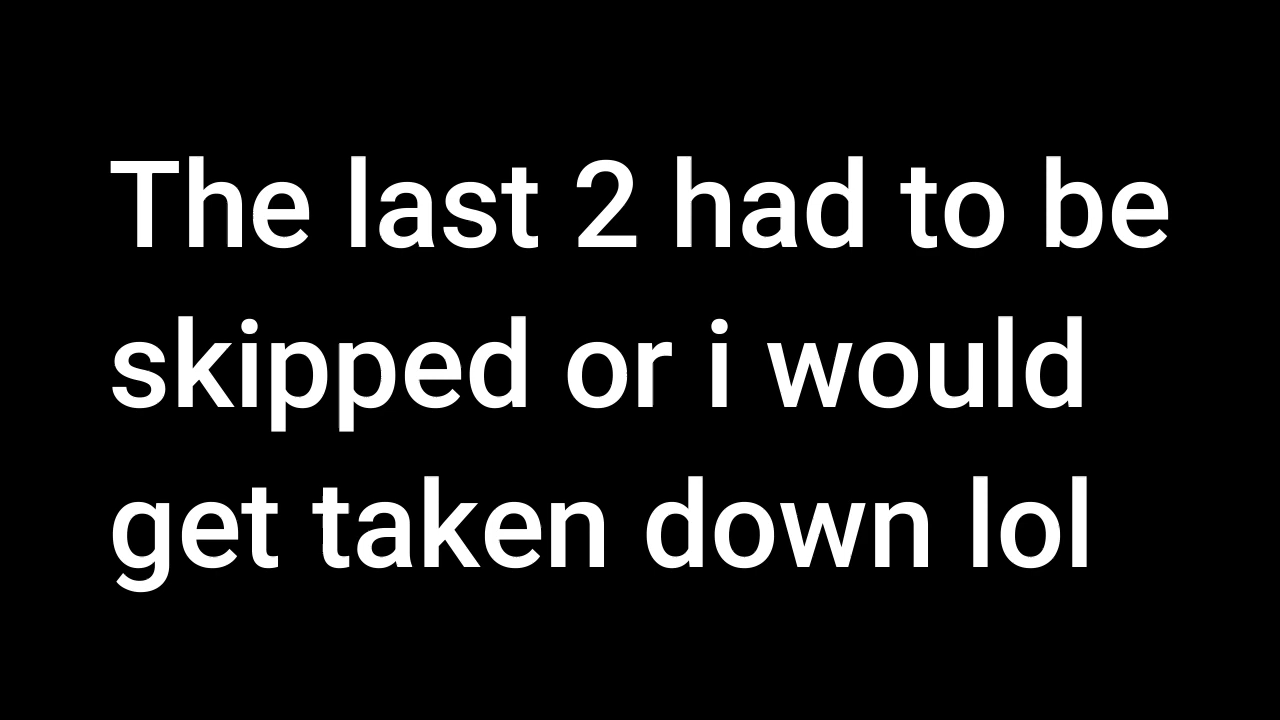 The last 2 had to be
skipped or i would
get taken down lol